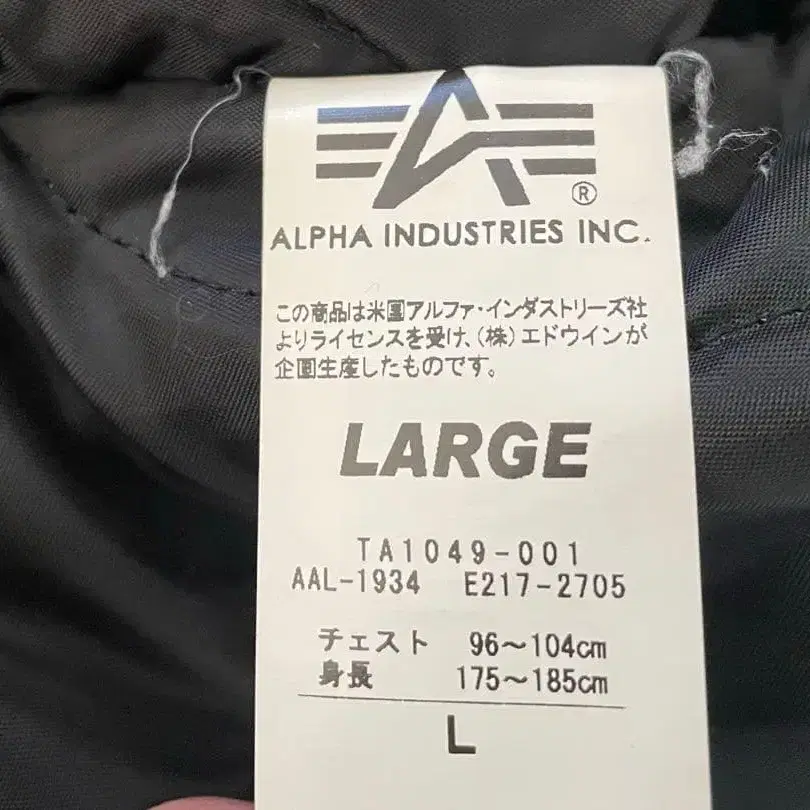 ®
ALPHA INDUSTRIES INC.
この商品は米国アルファ・インダストリーズ社
よりライセンスを受け、(株)エドウインが
企画生産したものです。
LARGE
TA1049-001
AAL-1934 E217-2705
チェスト 96～104cm
身長 175～185cm
L